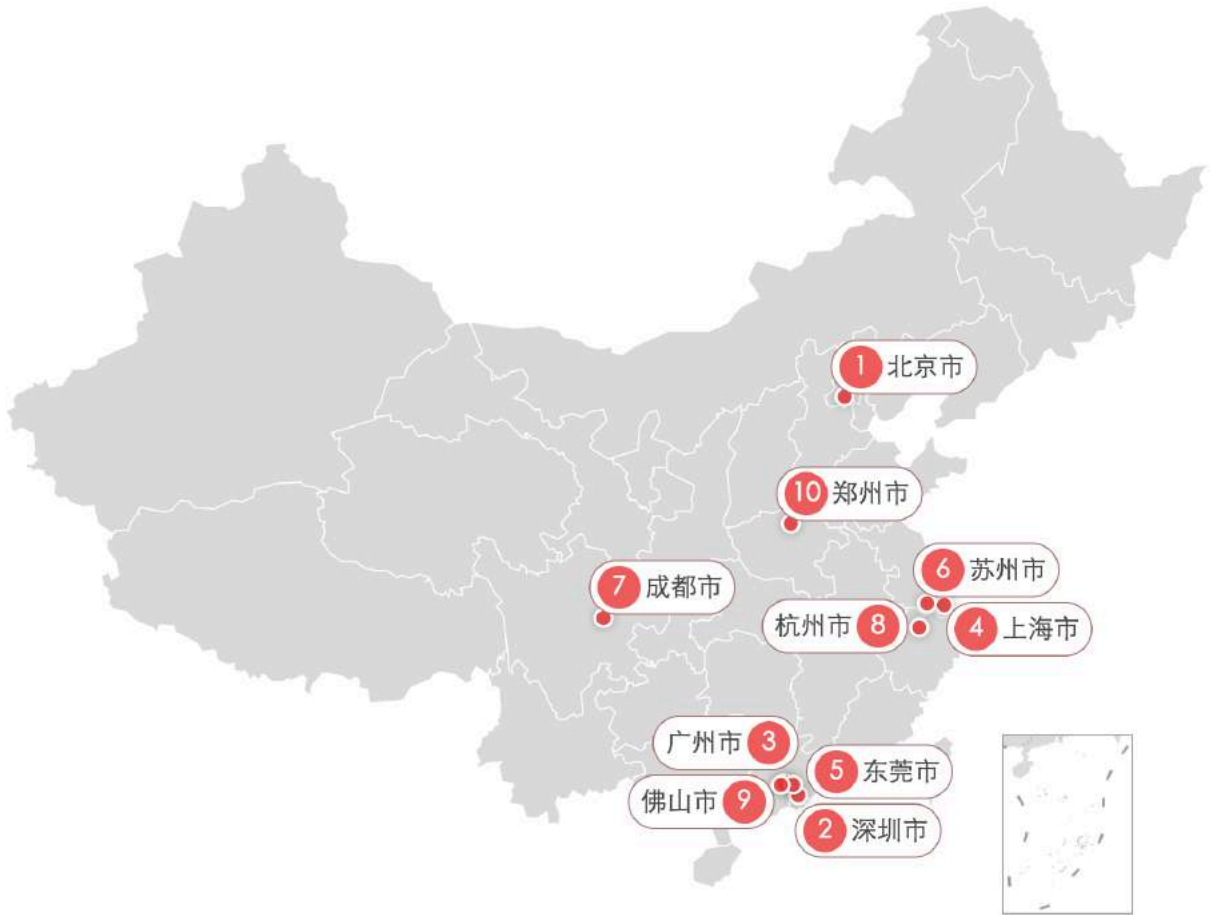 1 北京市
10 郑州市
6 苏州市
7 成都市
杭州市 8
4 上海市
广州市 3
5 东莞市
佛山市 9
2 深圳市